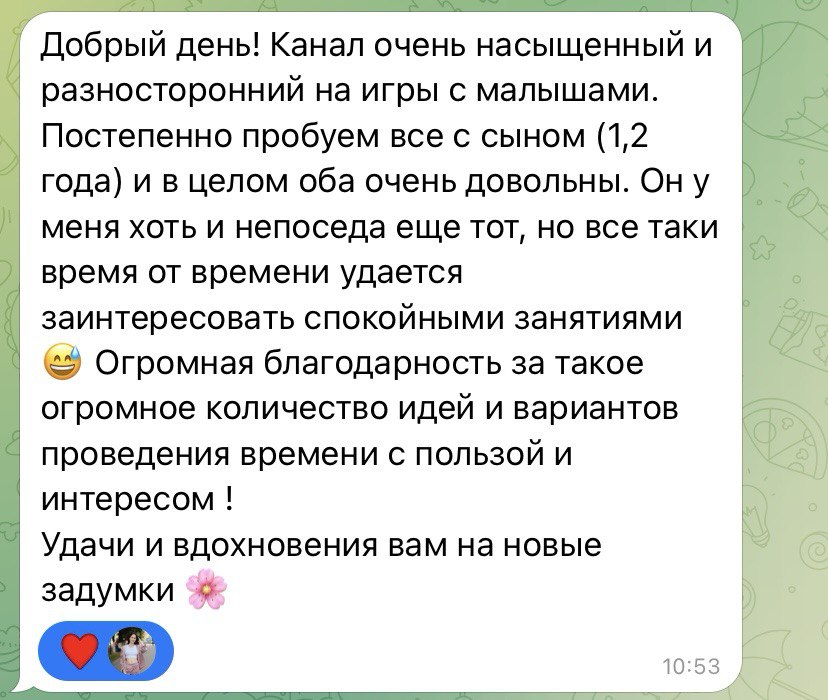 Добрый день! Канал очень насыщенный и
разносторонний на игры с малышами.
Постепенно пробуем все с сыном (1,2
года) и в целом оба очень довольны. Он у
меня хоть и непоседа еще тот, но все таки
время от времени удается
заинтересовать спокойными занятиями
😅 Огромная благодарность за такое
огромное количество идей и вариантов
проведения времени с пользой и
интересом !
Удачи и вдохновения вам на новые
задумки 🌸
10:53